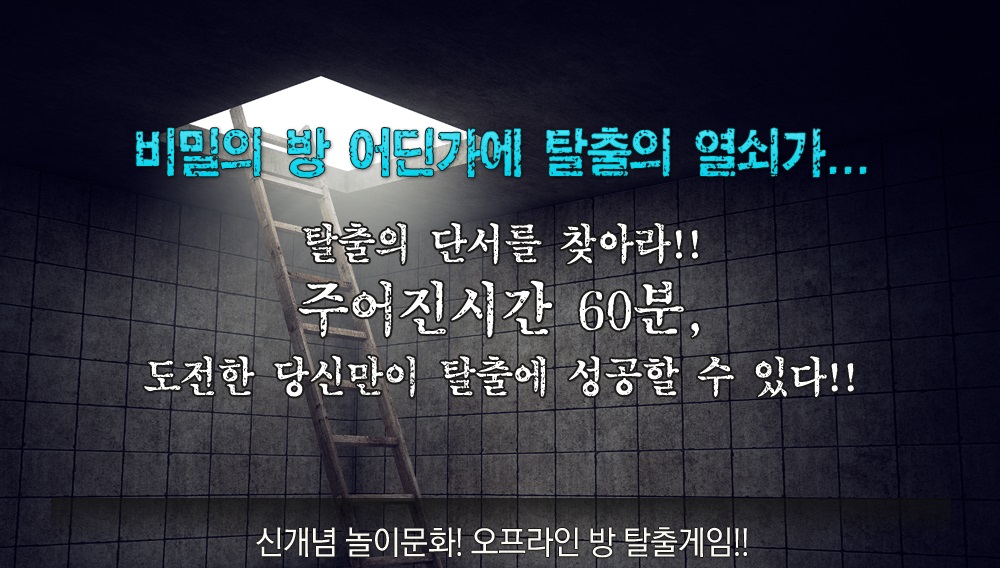 비밀의 방 어딘가에 탈출의 열쇠가...
탈출의 단서를 찾아라!!
주어진시간 60분,
도전한 당신만이 탈출에 성공할 수 있다!!
신개념 놀이문화! 오프라인 방 탈출게임!!